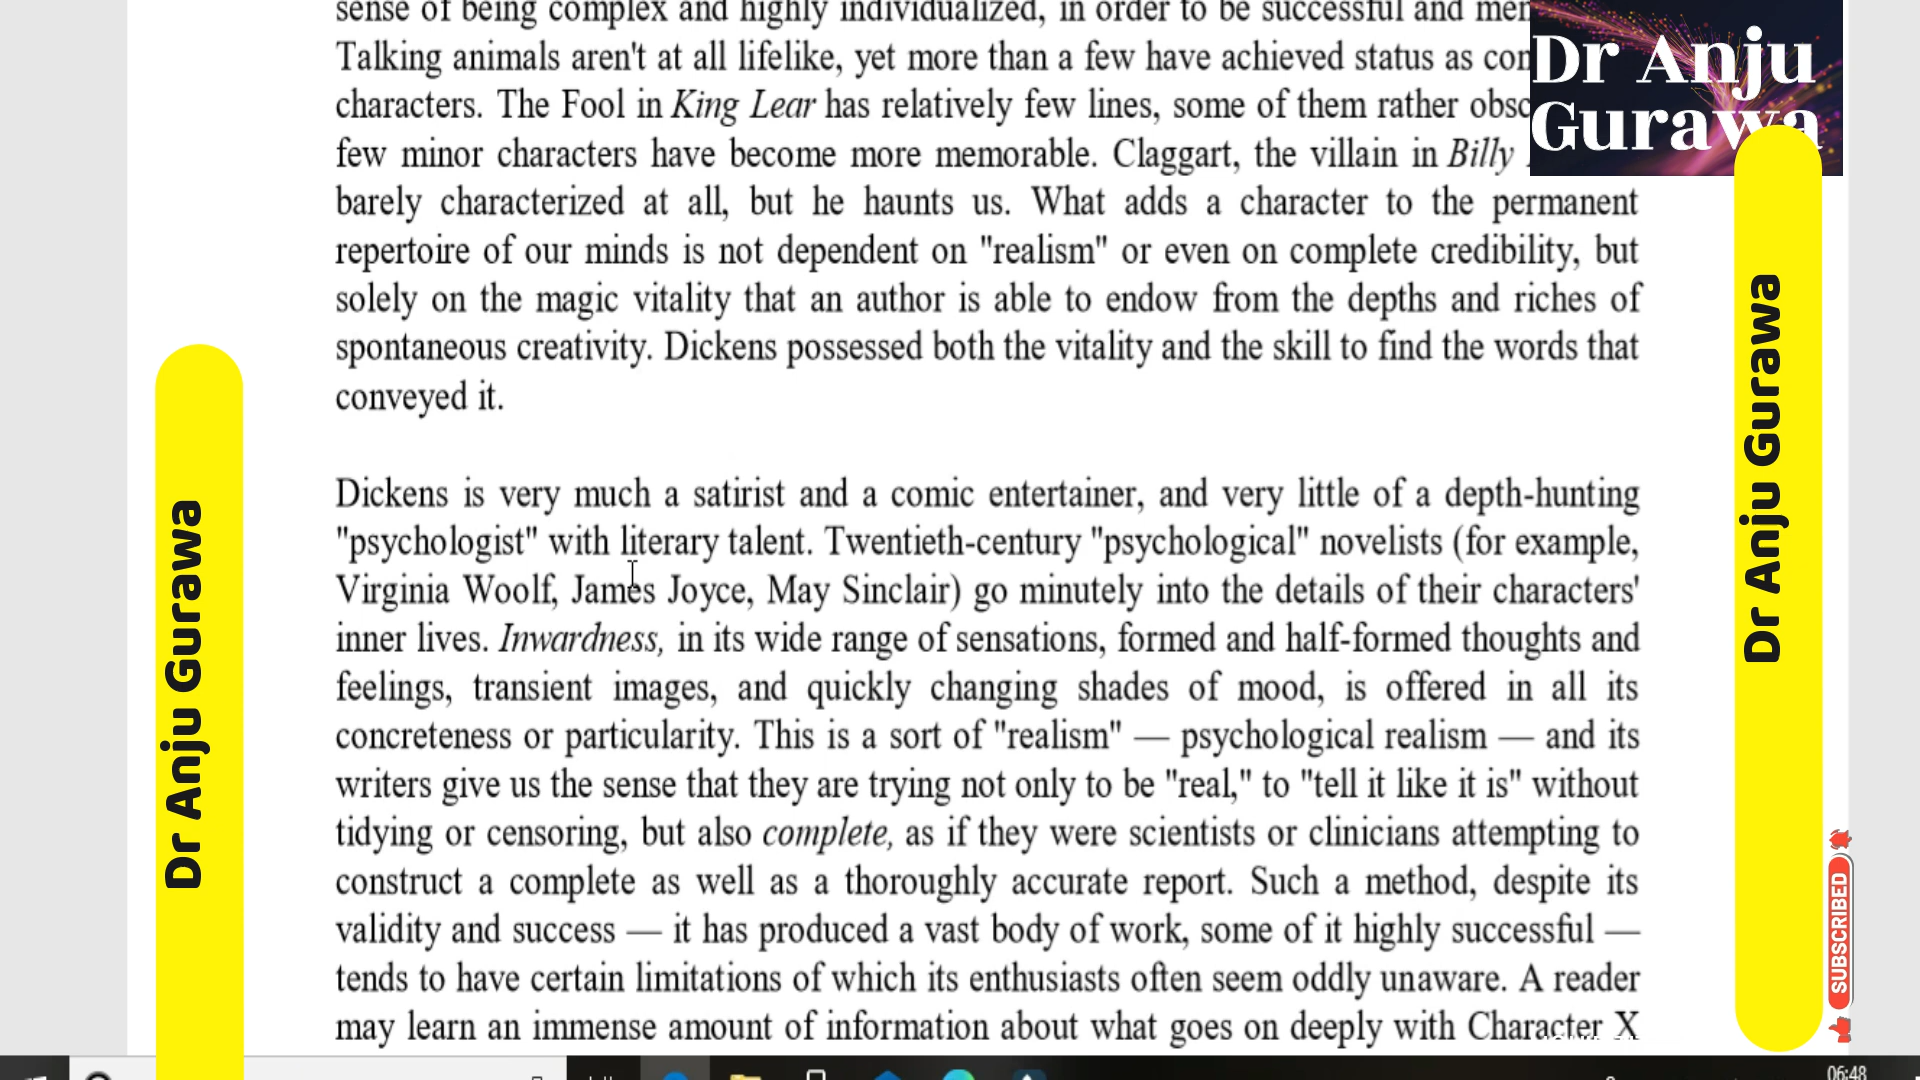 sense of being complex and highly individualized, in order to be successful and
Talking animals aren't at all lifelike, yet more than a few have achieved status as
characters. The Fool in King Lear has relatively few lines, some of them rather
few minor characters have become more memorable. Claggart, the villain in Billy
barely characterized at all, but he haunts us. What adds a character to the permanent
repertoire of our minds is not dependent on "realism" or even on complete credibility, but
solely on the magic vitality that an author is able to endow from the depths and riches of
spontaneous creativity. Dickens possessed both the vitality and the skill to find the words that
conveyed it.
Dickens is very much a satirist and a comic entertainer, and very little of a depth-hunting
"psychologist" with literary talent. Twentieth-century "psychological" novelists (for example,
Virginia Woolf, James Joyce, May Sinclair) go minutely into the details of their characters'
inner lives. Inwardness, in its wide range of sensations, formed and half-formed thoughts and
feelings, transient images, and quickly changing shades of mood, is offered in all its
concreteness or particularity. This is a sort of "realism" — psychological realism — and its
writers give us the sense that they are trying not only to be "real," to "tell it like it is" without
tidying or censoring, but also complete, as if they were scientists or clinicians attempting to
construct a complete as well as a thoroughly accurate report. Such a method, despite its
validity and success — it has produced a vast body of work, some of it highly successful —
tends to have certain limitations of which its enthusiasts often seem oddly unaware. A reader
may learn an immense amount of information about what goes on deeply with Character X
Dr Anju
Gurawa
Dr Anju Gurawa
Dr Anju Gurawa
SUBSCRIBED
06:48